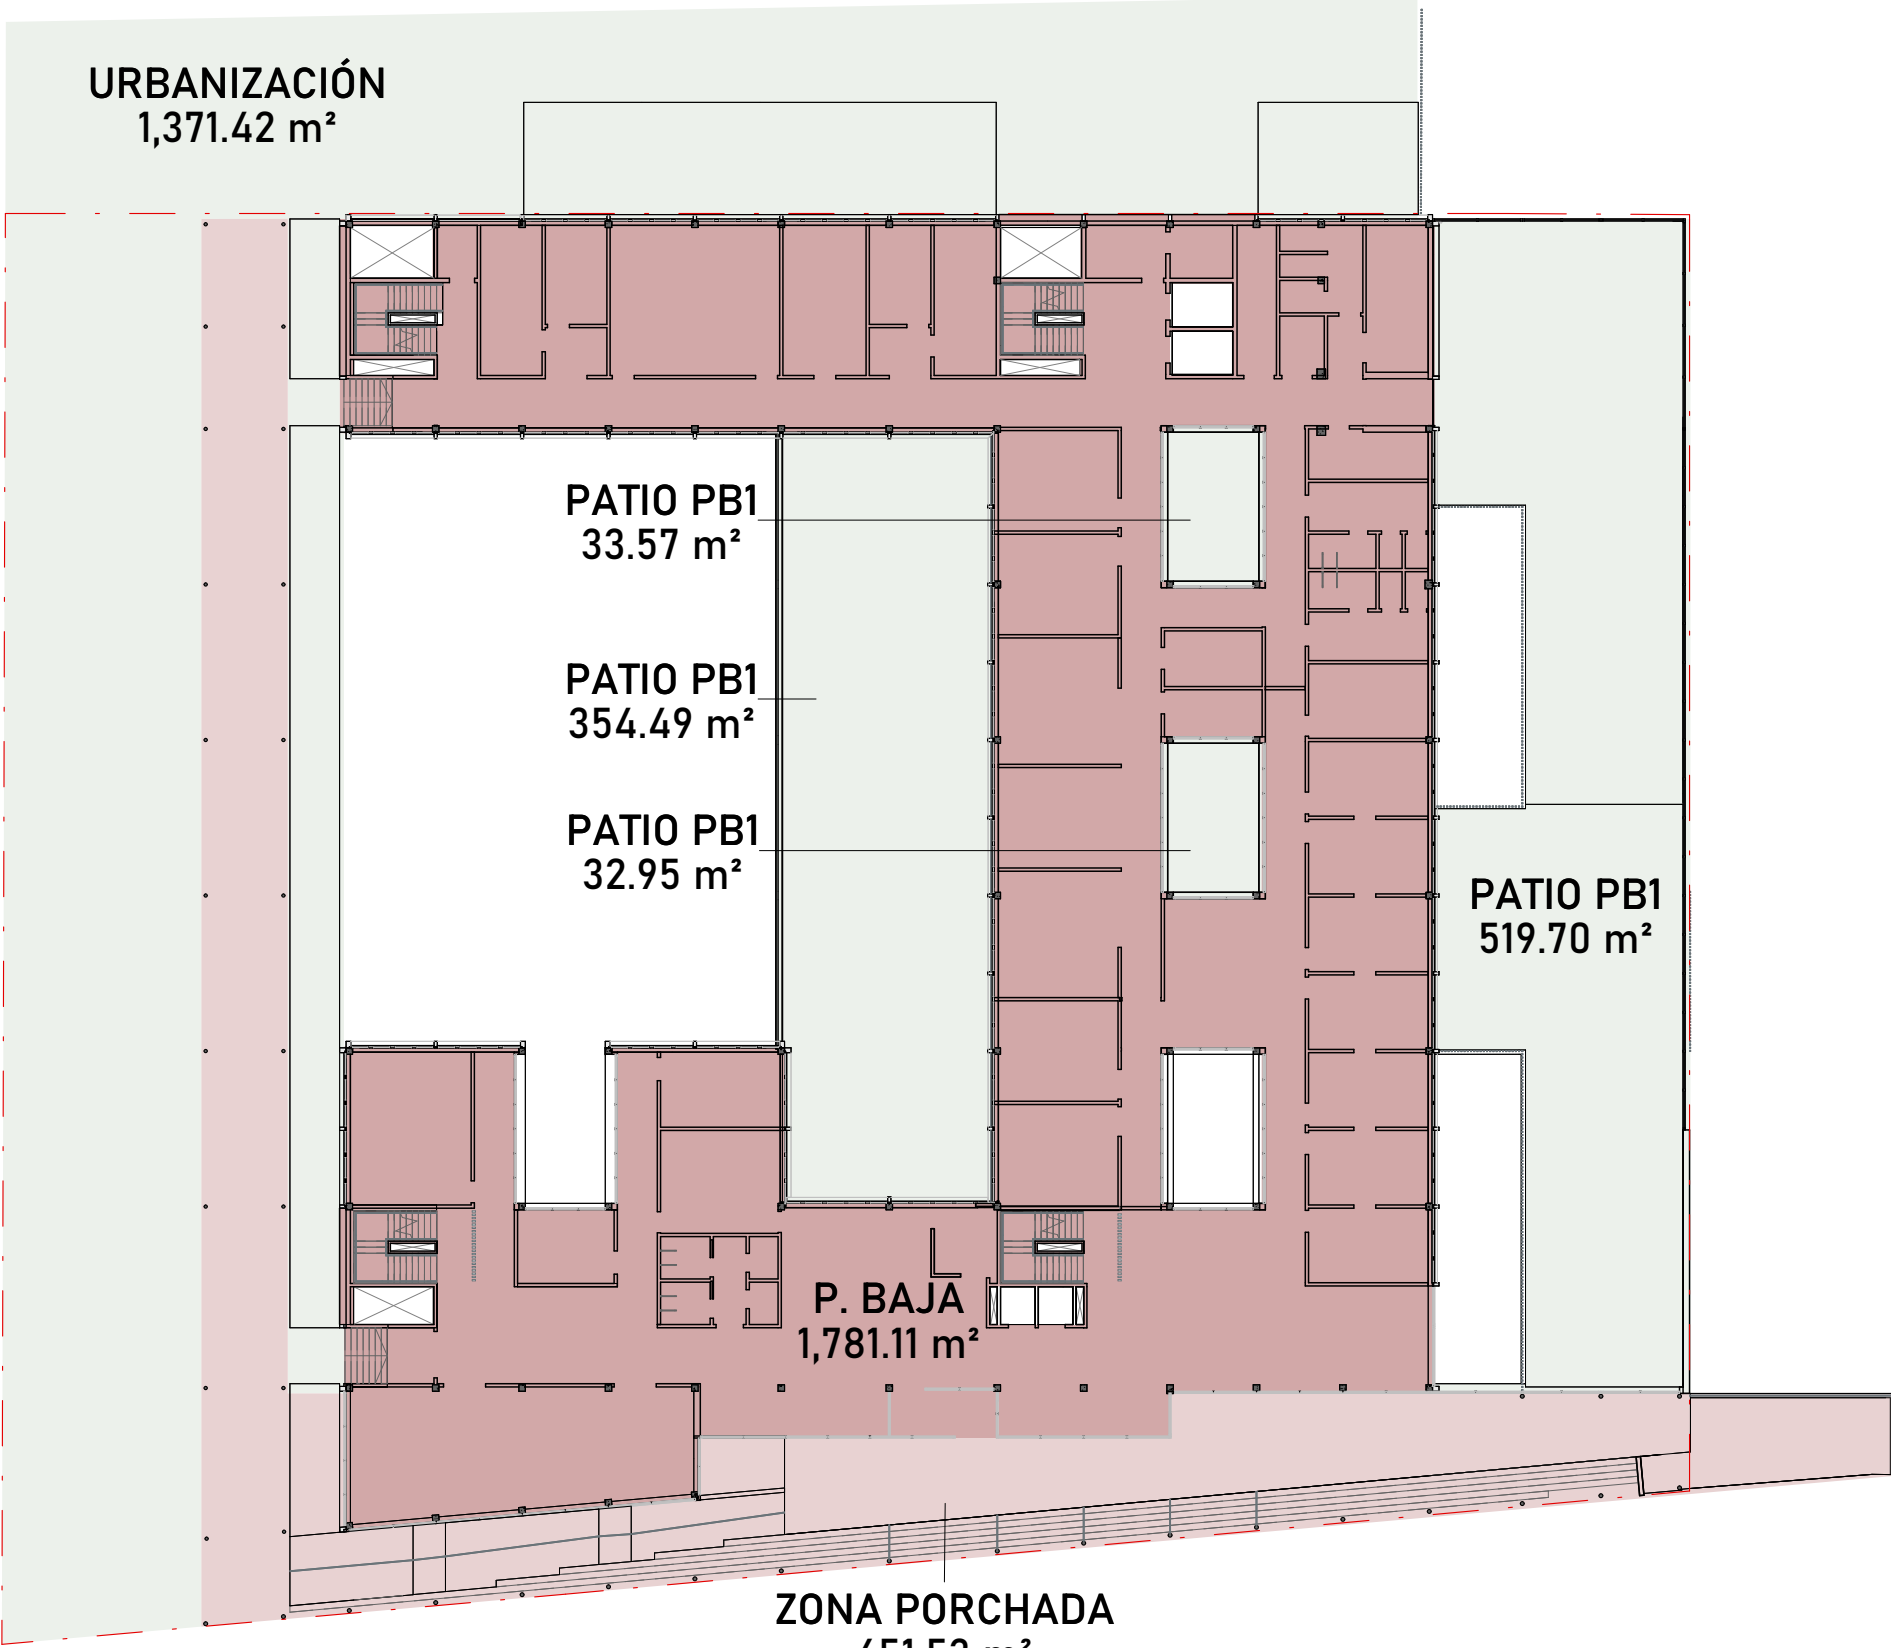 URBANIZACIÓN
1,371.42 m²
PATIO PB1
33.57 m²
PATIO PB1
354.49 m²
PATIO PB1
32.95 m²
PATIO PB1
519.70 m²
P. BAJA
1,781.11 m²
ZONA PORCHADA